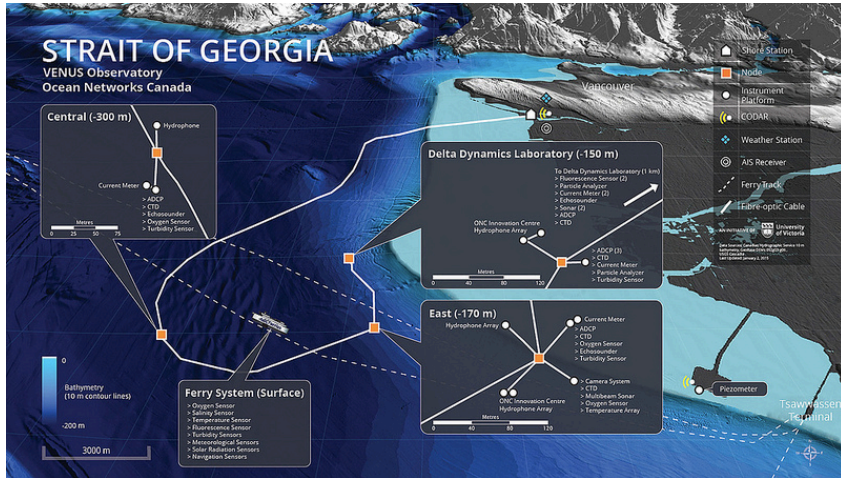 STRAIT OF GEORGIA
VENUS Observatory
Ocean Networks Canada
Central (-300 m)
Hydrophone
Current Meter
> ADCP
> CTD
> Echosounder
> Oxygen Sensor
> Turbidity Sensor
Metres
0 25 50 75
Vancouver
Shore Station
Node
Instrument
Platform
CODAR
Weather Station
AIS Receiver
Ferry Track
Fibre-optic Cable
AN INITIATIVE OF
University
of Victoria
Delta Dynamics Laboratory (-150 m)
To Delta Dynamics Laboratory (1 km)
> Fluorescence Sensor (2)
> Particle Analyzer
> Current Meter (2)
> Echosounder
> Sonar (2)
> ADCP
> CTD
ONC Innovation Centre
Hydrophone Array
> ADCP (3)
> CTD
> Current Meter
> Particle Analyzer
> Turbidity Sensor
Metres
0 40 80 120
East (-170 m)
Hydrophone Array
Current Meter
> ADCP
> CTD
> Oxygen Sensor
> Echosounder
> Turbidity Sensor
> Camera System
> CTD
> Multibeam Sonar
> Oxygen Sensor
> Temperature Array
ONC Innovation Centre
Hydrophone Array
Metres
0 40 80 120
Ferry System (Surface)
> Oxygen Sensor
> Salinity Sensor
> Temperature Sensor
> Fluorescence Sensor
> Turbidity Sensors
> Meteorological Sensors
> Solar Radiation Sensors
> Navigation Sensors
0
Bathymetry
(10 m contour lines)
-200 m
3000 m
Piezometer
Tsawwassen
Terminal